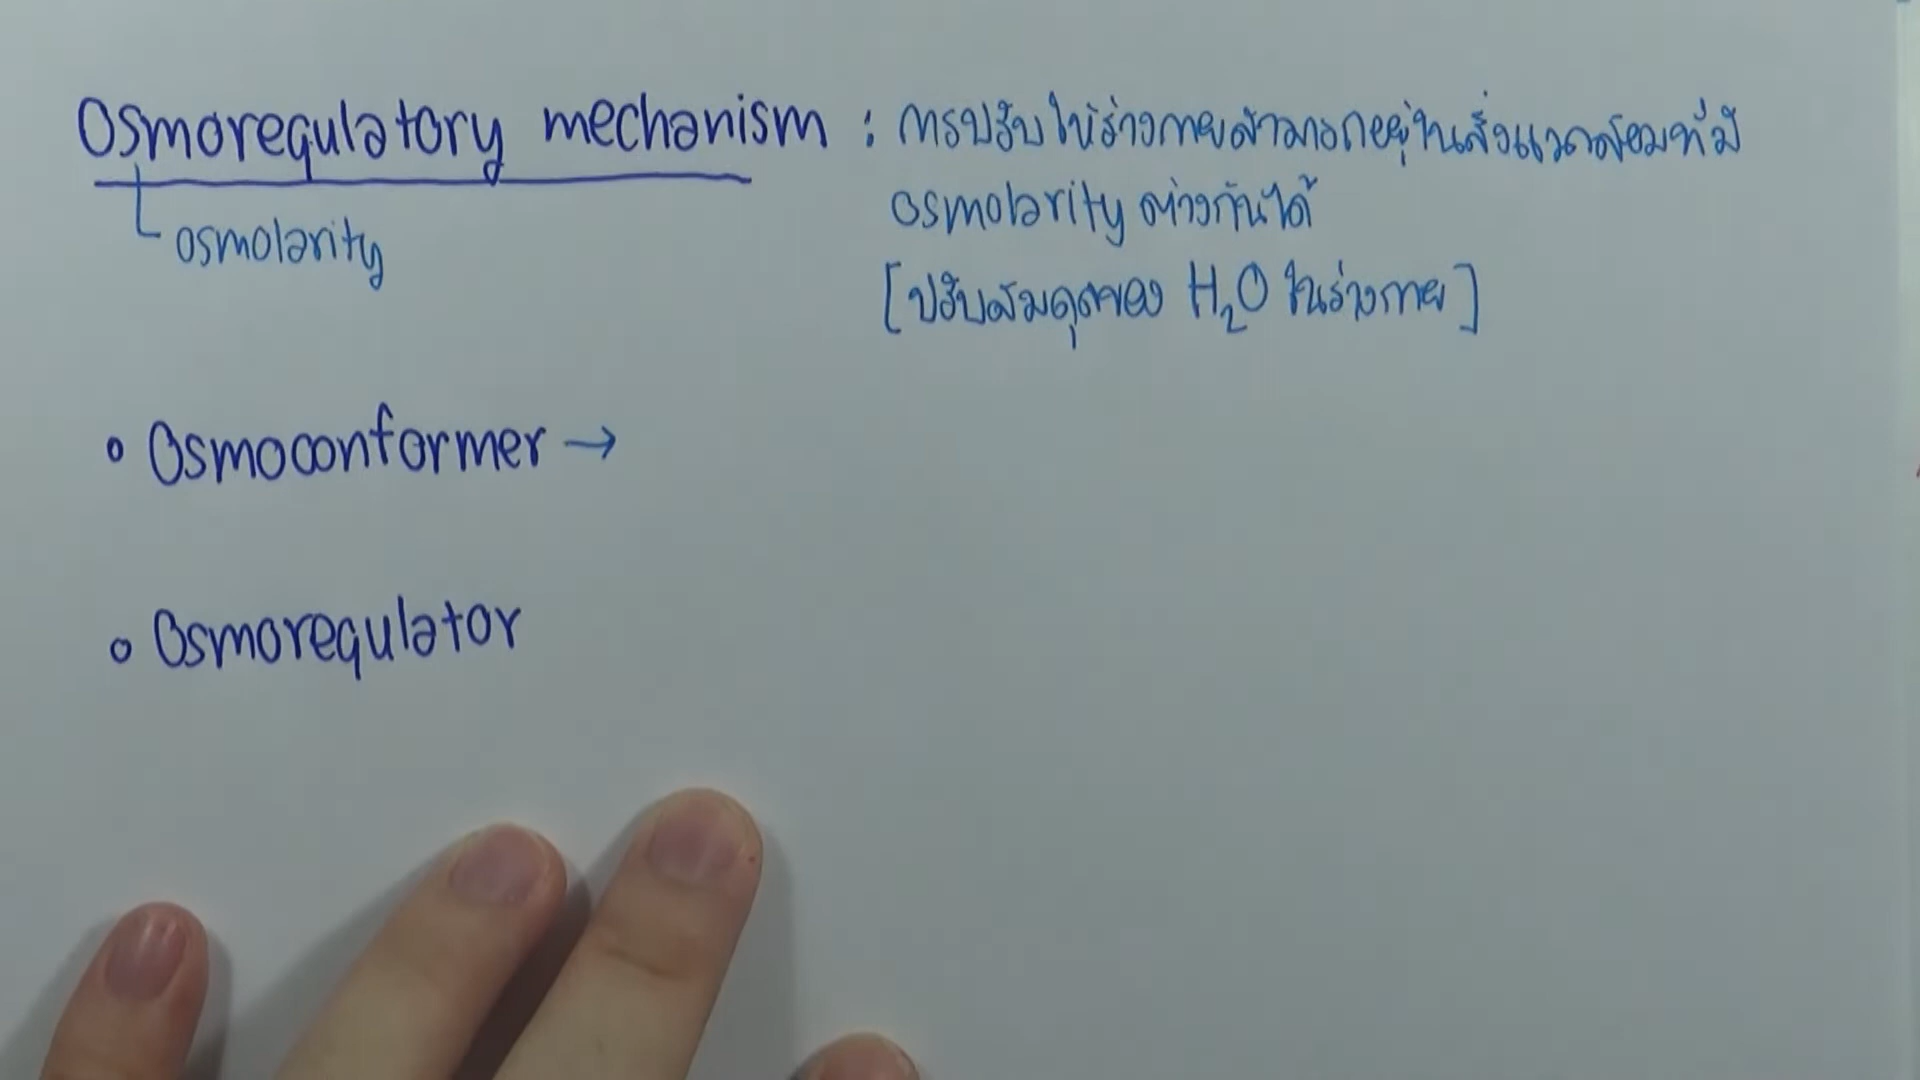 Osmoregulatory mechanism : การปรับให้ร่างกายสามารถอยู่ในสิ่งแวดล้อมที่มี
osmolarity
osmolarity ต่างกันได้
[ปรับสมดุลของ H₂O ในร่างกาย]
• Osmoconformer →
• Osmoregulator